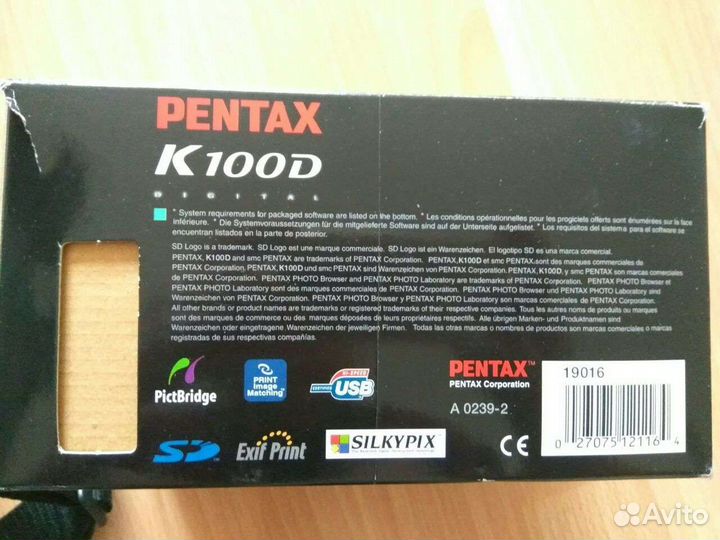 PENTAX
K100D
DIGITAL
* System requirements for packaged software are listed on the bottom. * Les conditions opérationnelles pour les progiciels offerts sont énumérées sur la face
inférieure. * Die Systemvoraussetzungen für die mitgelieferte Software sind auf der Unterseite aufgelistet. * Los requisitos del sistema para el software se
encuentran listados en la parte de posterior.
SD Logo is a trademark. SD Logo est une marque commerciale. SD Logo ist ein Warenzeichen. El logotipo SD es una marca comercial.
PENTAX, K100D and smc PENTAX are trademarks of PENTAX Corporation. PENTAX,K100D et smc PENTAX,sont des marques commerciales
de PENTAX Corporation, PENTAX, K100D und smc PENTAX sind Warenzeichen von PENTAX Corporation. PENTAX, K100D, y smc PENTAX son marcas comerciales
de PENTAX Corporation. PENTAX PHOTO Browser and PENTAX PHOTO Laboratory are trademarks of PENTAX Corporation. PENTAX PHOTO Browser et
PENTAX PHOTO Laboratory sont des marques commerciales de PENTAX Corporation. PENTAX PHOTO Browser und PENTAX PHOTO Laboratory sind
Warenzeichen von PENTAX Corporation. PENTAX PHOTO Browser y PENTAX PHOTO Laboratory son marcas comerciales de PENTAX Corporation.
All other brands or product names are trademarks or registered trademarks of their respective companies. Tous les autres noms de produits ou marques
sont des marques de commerce ou des marques déposées de leurs propriétaires respectifs. Alle übrigen Marken- und Produktnamen sind
Warenzeichen oder eingetragene Warenzeichen der jeweiligen Firmen. Todas las otras marcas o nombres de productos son marcas comerciales o marcas
registradas de sus respectivas compañías.
PictBridge
PRINT
Image
Matching
HI-SPEED
CERTIFIED
USB
PENTAX™
PENTAX Corporation
19016
A 0239-2
CE
0 27075 12116 4
SD
Exif Print
SILKYPIX
Avito